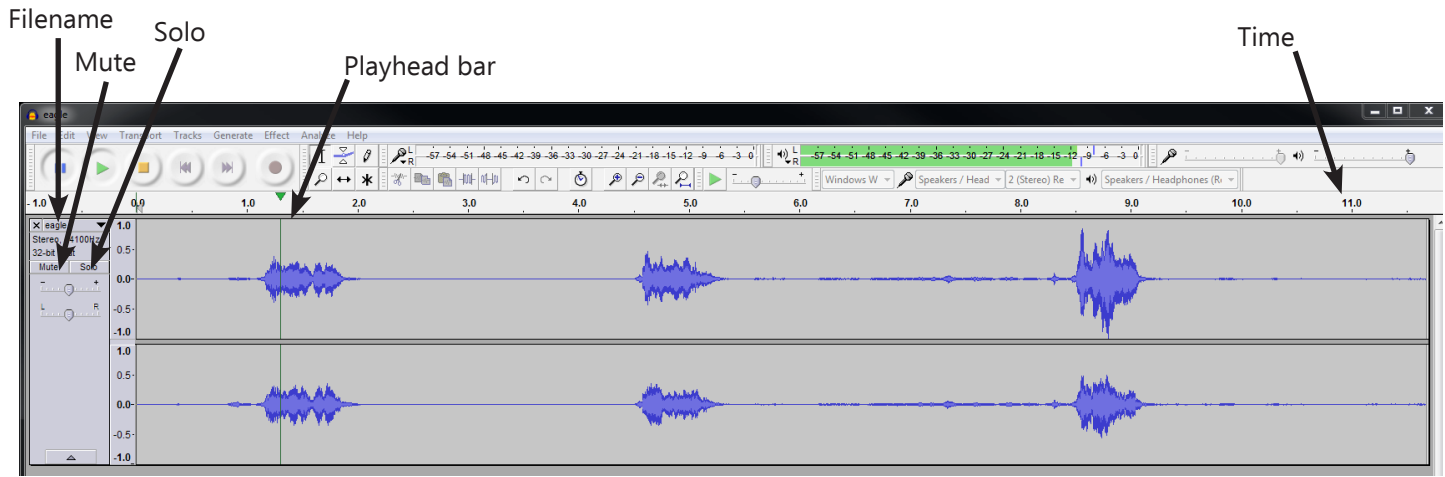 Filename
Solo
Mute
Playhead bar
Time
eagle
File Edit View Transport Tracks Generate Effect Analyze Help
L R -57 -54 -51 -48 -45 -42 -39 -36 -33 -30 -27 -24 -21 -18 -15 -12 -9 -6 -3 0 L R -57 -54 -51 -48 -45 -42 -39 -36 -33 -30 -27 -24 -21 -18 -15 -12 -9 -6 -3 0 - + - +
- + Windows W Speakers / Head 2 (Stereo) Re Speakers / Headphones (R
- 1.0 0.0 1.0 2.0 3.0 4.0 5.0 6.0 7.0 8.0 9.0 10.0 11.0
X eagle 1.0
Stereo, 44100Hz
32-bit float 0.5
Mute Solo
- + 0.0
L R -0.5
-1.0
1.0
0.5
0.0
-0.5
-1.0